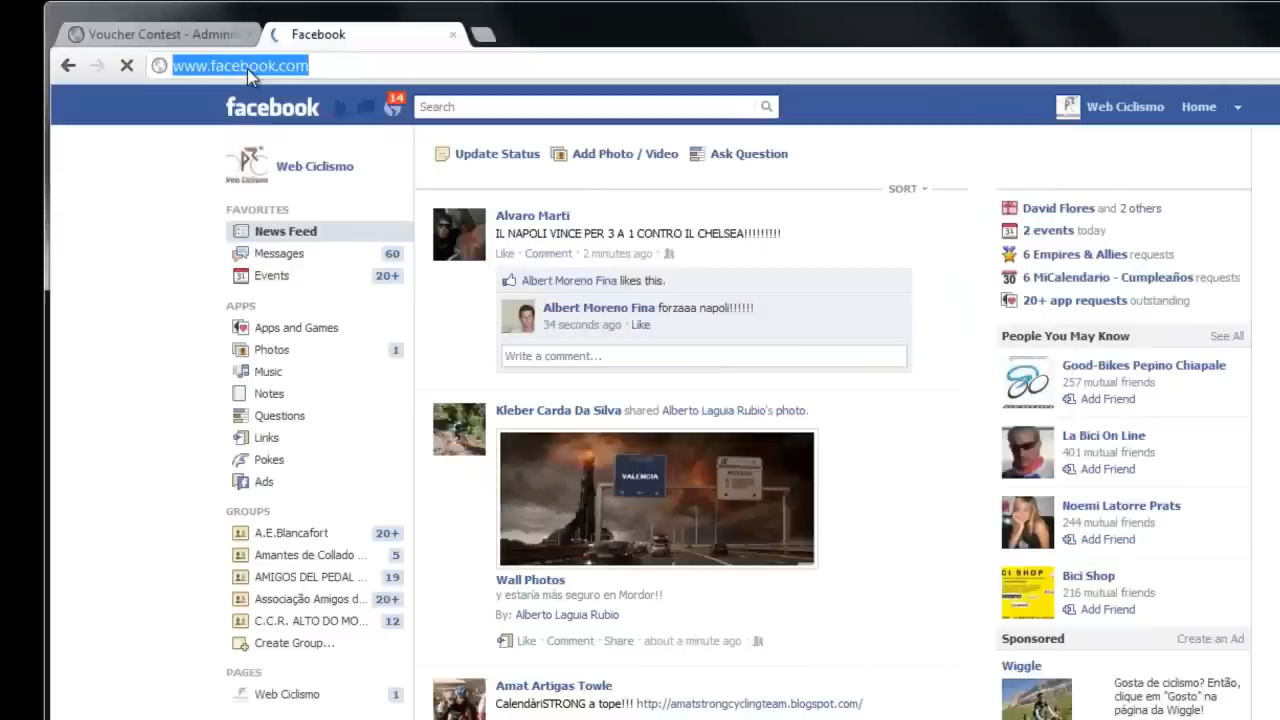 Voucher Contest - Admini
Facebook
www.facebook.com
facebook
14
Search
Web Ciclismo
Home
Web Ciclismo
FAVORITES
News Feed
Messages 60
Events 20+
APPS
Apps and Games
Photos 1
Music
Notes
Questions
Links
Pokes
Ads
GROUPS
A.E.Blancafort 20+
Amantes de Collado ... 5
AMIGOS DEL PEDAL ... 19
Associação Amigos d... 20+
C.C.R. ALTO DO MO... 12
Create Group...
PAGES
Web Ciclismo 1
Update Status Add Photo / Video Ask Question
SORT
Alvaro Marti
IL NAPOLI VINCE PER 3 A 1 CONTRO IL CHELSEA!!!!!!!!!
Like · Comment · 2 minutes ago
Albert Moreno Fina likes this.
Albert Moreno Fina forzaaa napoli!!!!!!
34 seconds ago · Like
Write a comment...
Kleber Carda Da Silva shared Alberto Laguia Rubio's photo.
VALENCIA
MORDOR
Wall Photos
y estaría más seguro en Mordor!!
By: Alberto Laguia Rubio
Like · Comment · Share · about a minute ago
Amat Artigas Towle
CalendàriSTRONG a tope!!! http://amatstrongcyclingteam.blogspot.com/
David Flores and 2 others
31 2 events today
6 Empires & Allies requests
30 6 MiCalendario - Cumpleaños requests
20+ app requests outstanding
People You May Know See All
Good-Bikes Pepino Chiapale
257 mutual friends
Add Friend
La Bici On Line
401 mutual friends
Add Friend
Noemi Latorre Prats
244 mutual friends
Add Friend
BICI SHOP
Bici Shop
216 mutual friends
Add Friend
Sponsored Create an Ad
Wiggle
Gosta de ciclismo? Então,
clique em "Gosto" na
página da Wiggle!